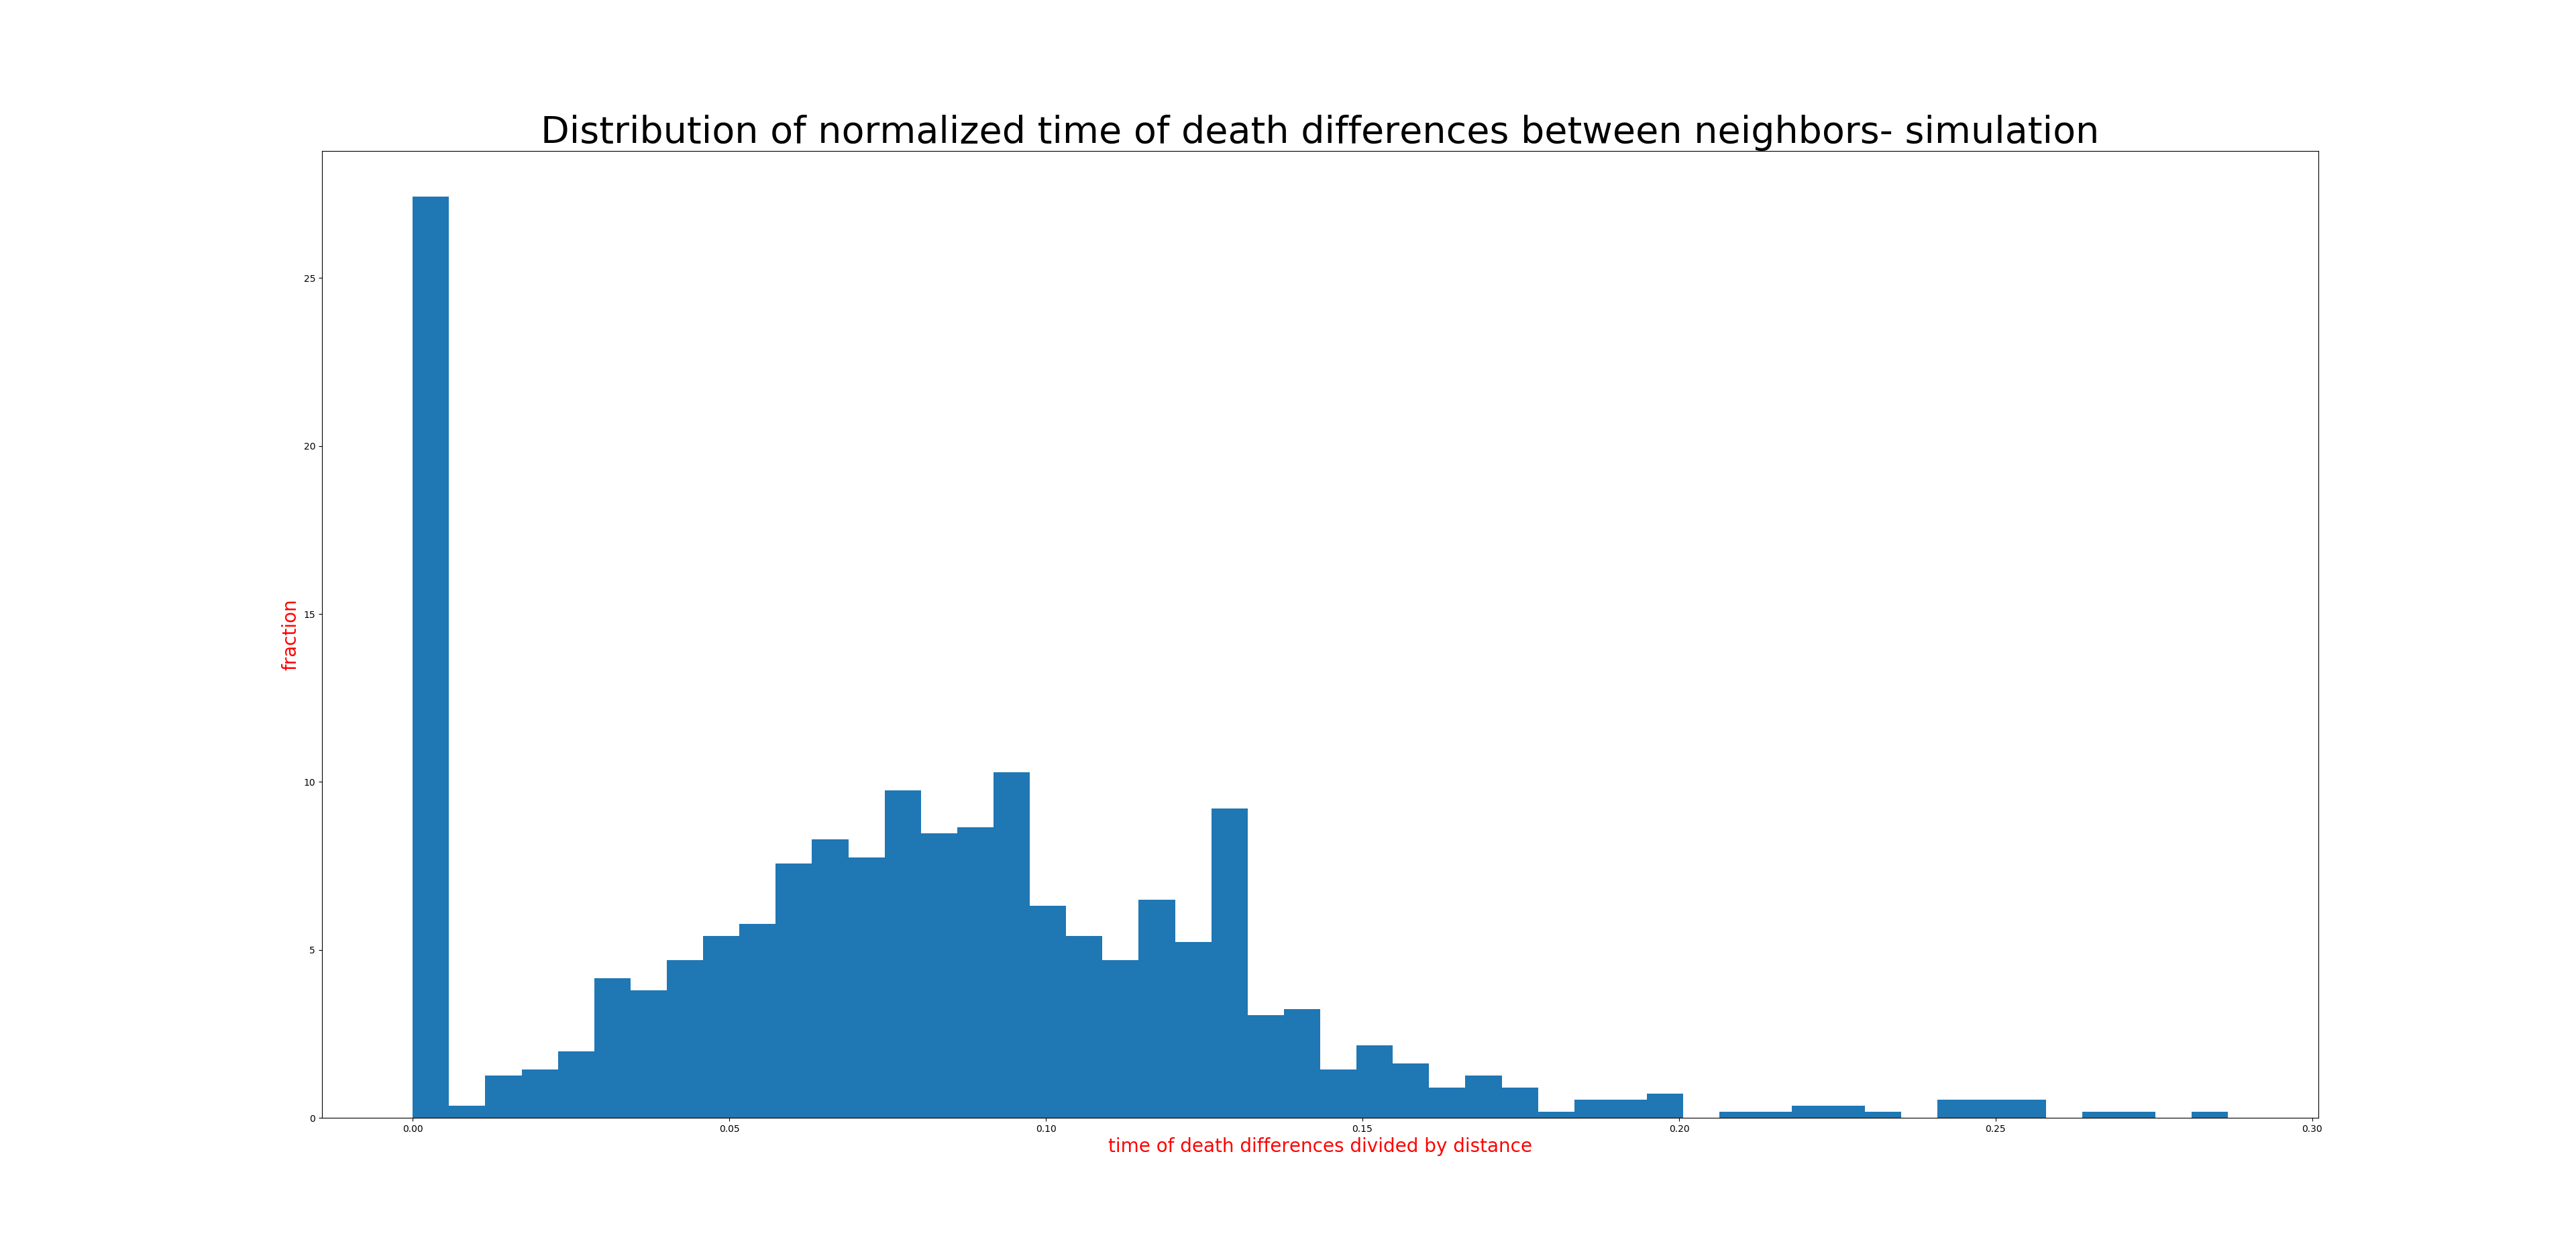 Distribution of normalized time of death differences between neighbors- simulation
25
20
15
10
5
0
fraction
0.00 0.05 0.10 0.15 0.20 0.25 0.30
time of death differences divided by distance